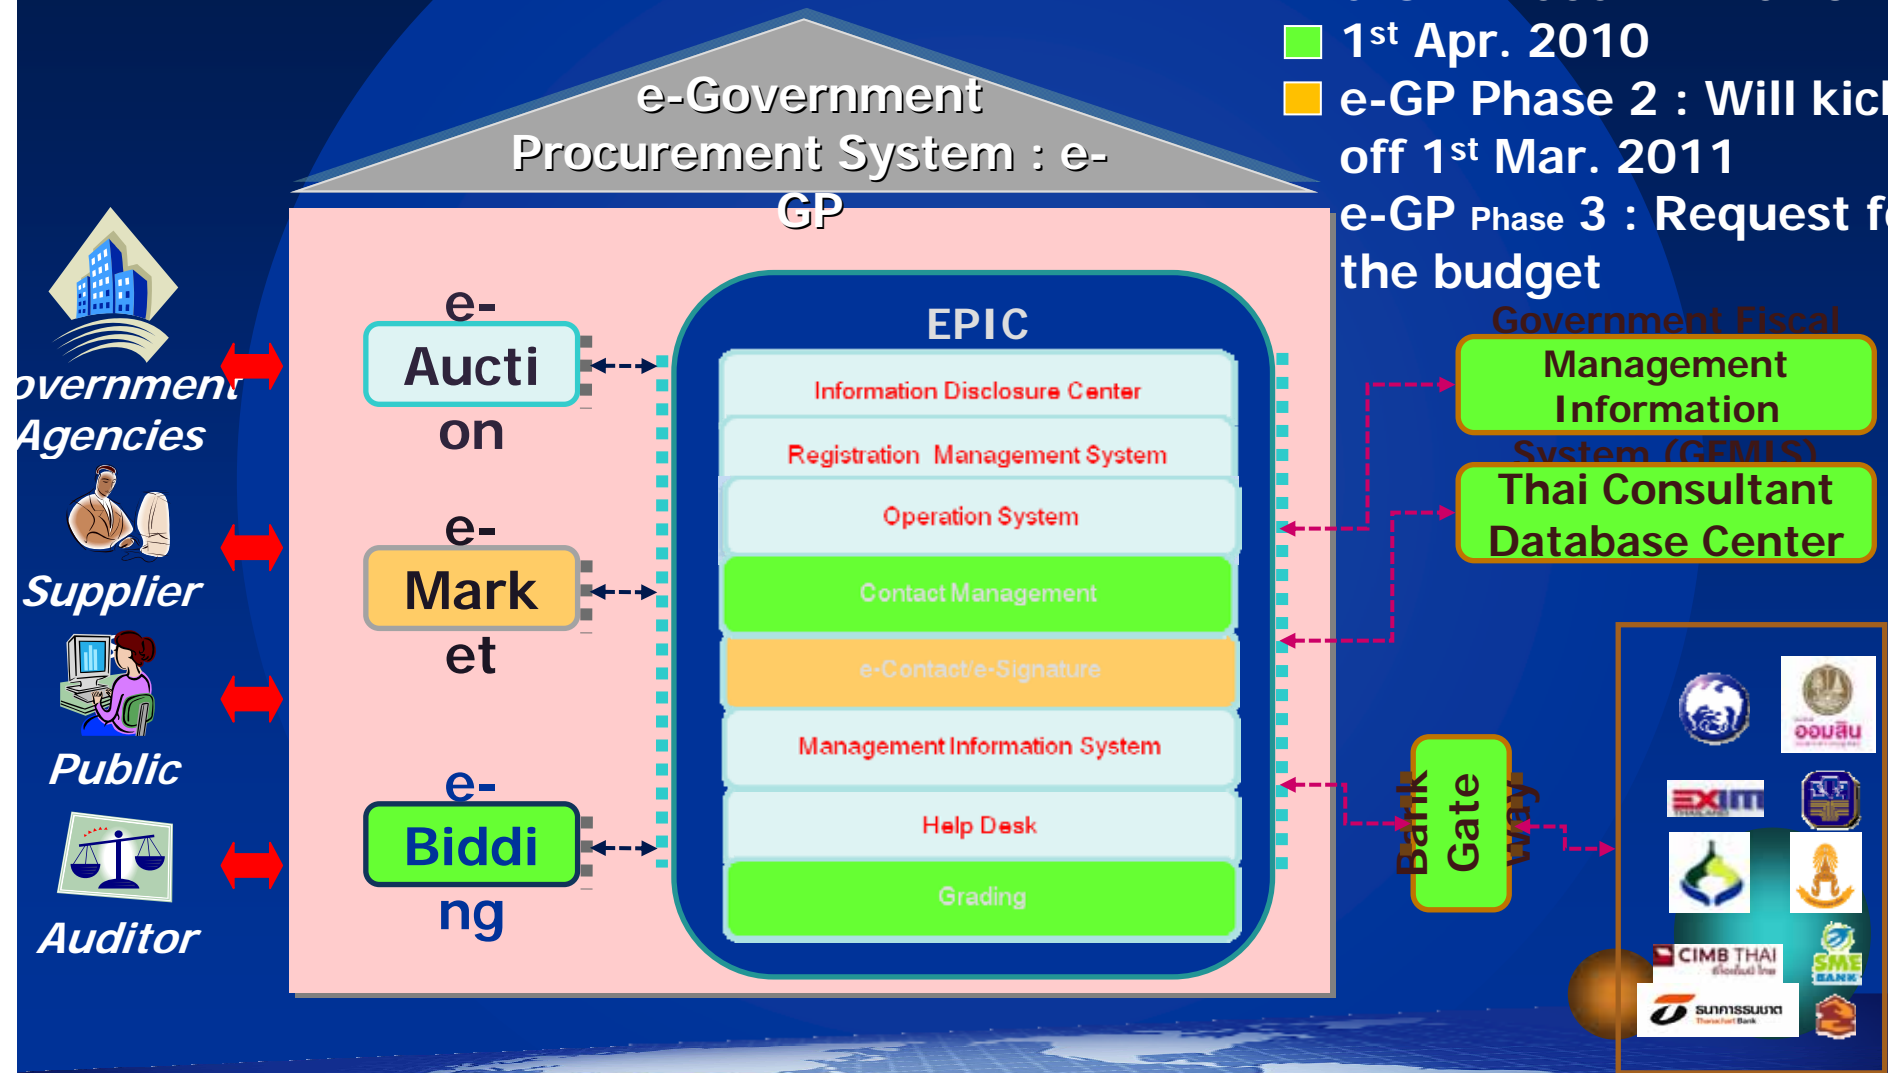 1st Apr. 2010
e-GP Phase 2 : Will kick
off 1st Mar. 2011
e-GP Phase 3 : Request fo
the budget
e-Government
Procurement System : e-
GP
overnment
Agencies
Supplier
Public
Auditor
e-
Aucti
on
e-
Mark
et
e-
Biddi
ng
EPIC
Information Disclosure Center
Registration Management System
Operation System
Contact Management
e-Contact/e-Signature
Management Information System
Help Desk
Grading
Government Fiscal
Management
Information
System (GFMIS)
Thai Consultant
Database Center
Bank
Gate
way
ออมสิน
EXIM
THAILAND
CIMB THAI
SME
BANK
ธนาคารธนชาต
Thanachart Bank